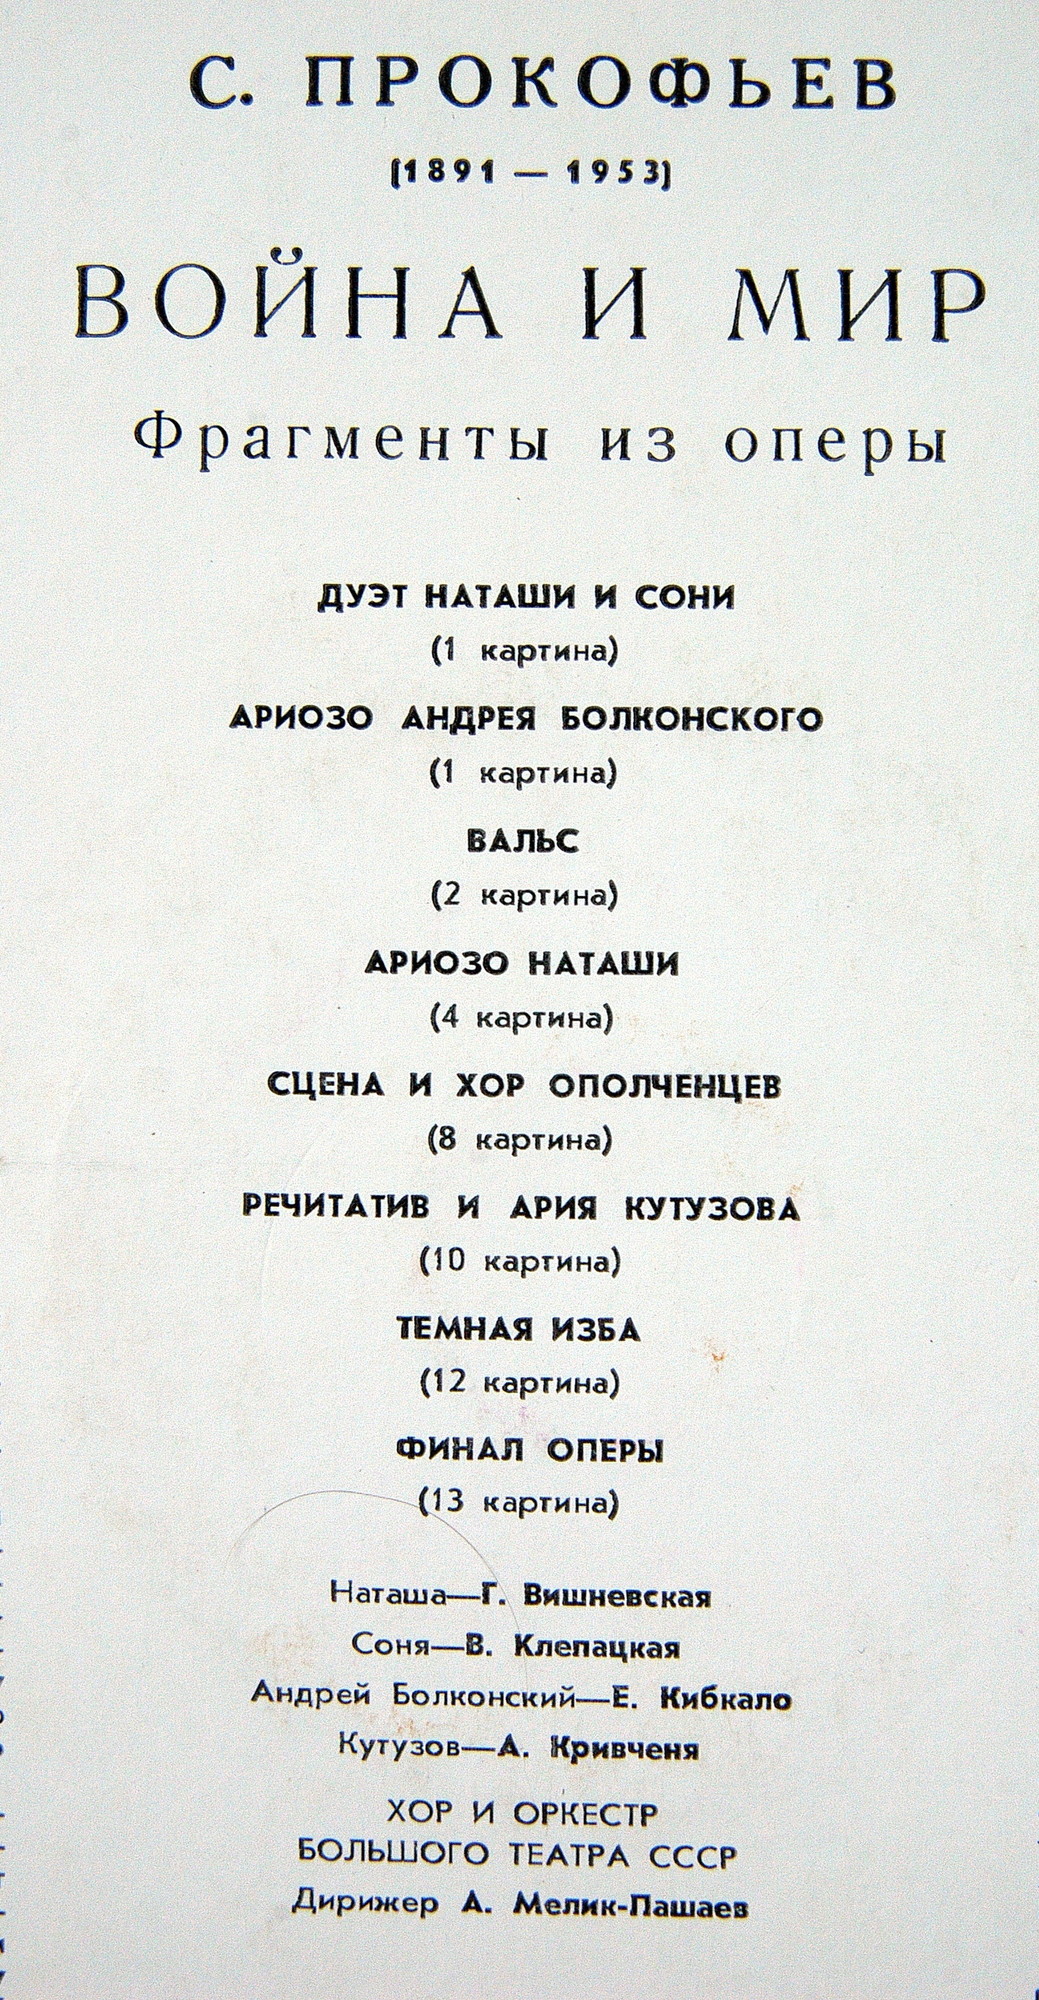 С. ПРОКОФЬЕВ
(1891 — 1953)
ВОЙНА И МИР
Фрагменты из оперы
ДУЭТ НАТАШИ И СОНИ
(1 картина)
АРИОЗО АНДРЕЯ БОЛКОНСКОГО
(1 картина)
ВАЛЬС
(2 картина)
АРИОЗО НАТАШИ
(4 картина)
СЦЕНА И ХОР ОПОЛЧЕНЦЕВ
(8 картина)
РЕЧИТАТИВ И АРИЯ КУТУЗОВА
(10 картина)
ТЕМНАЯ ИЗБА
(12 картина)
ФИНАЛ ОПЕРЫ
(13 картина)
Наташа—Г. Вишневская
Соня—В. Клепацкая
Андрей Болконский—Е. Кибкало
Кутузов—А. Кривченя
ХОР И ОРКЕСТР
БОЛЬШОГО ТЕАТРА СССР
Дирижер А. Мелик-Пашаев